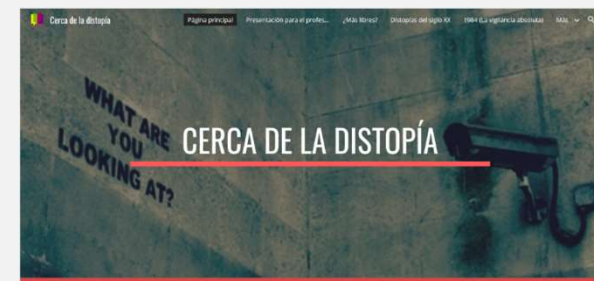 Cerca de la distopía
Página principal
Presentación para el profes...
¿Más libres?
Distopías del siglo XX
1984 (La vigilancia absoluta)
Más
WHAT ARE
YOU
LOOKING AT?
CERCA DE LA DISTOPÍA